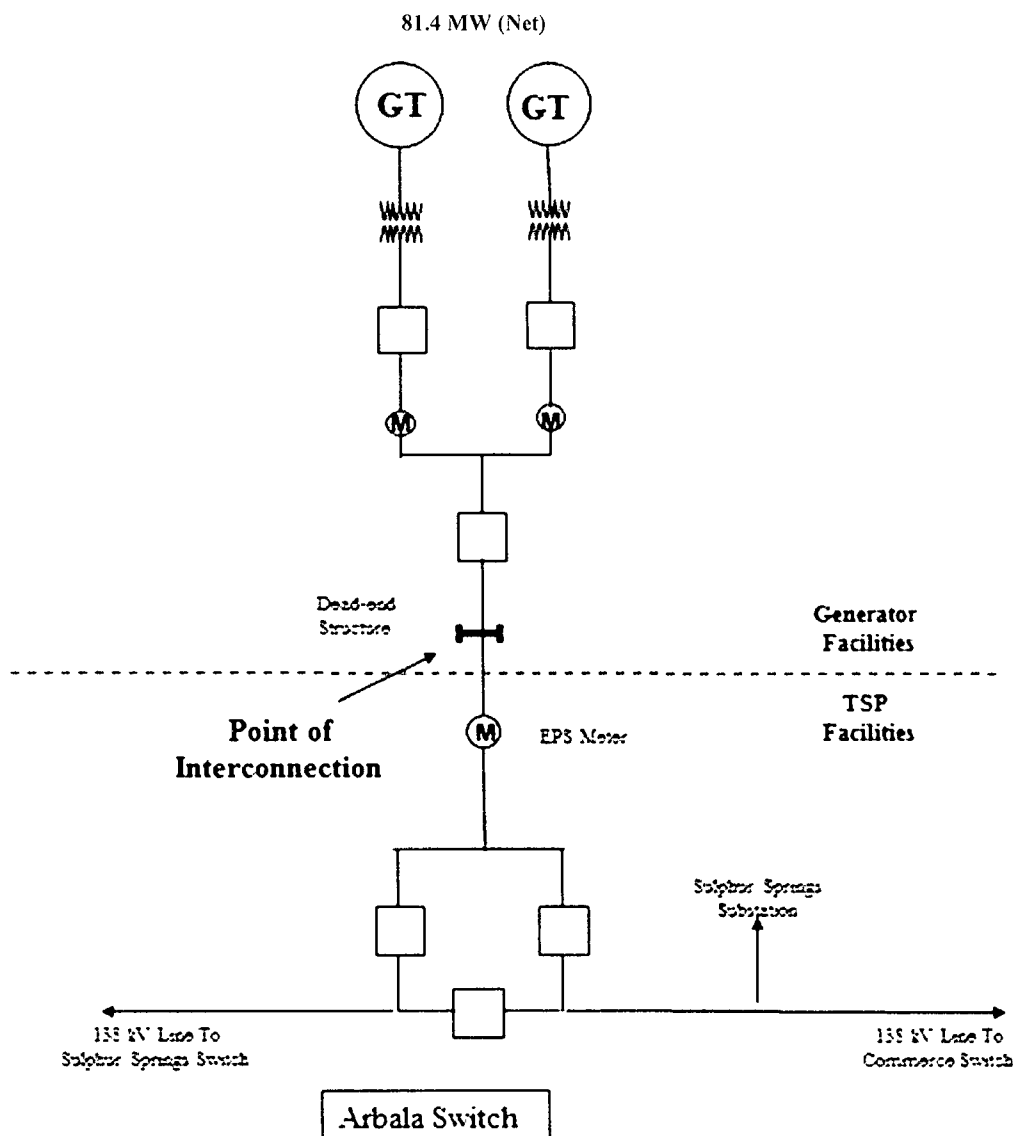 81.4 MW (Net)
GT
GT
M
M
Dead-end
Structure
Generator
Facilities
Point of
Interconnection
TSP
Facilities
M
EPS Meter
Sulphur Springs
Substation
138 kV Line To
Sulphur Springs Switch
138 kV Line To
Commerce Switch
Arbala Switch